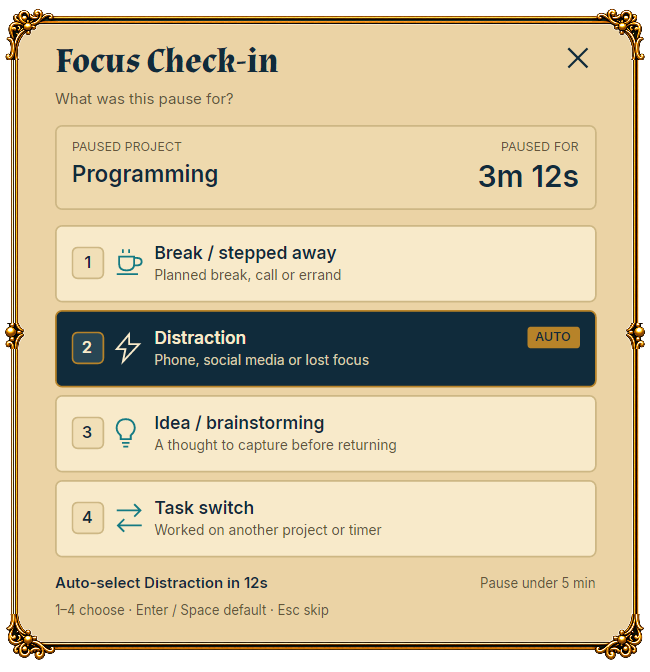 Focus Check-in
What was this pause for?
PAUSED PROJECT
Programming
PAUSED FOR
3m 12s
1
Break / stepped away
Planned break, call or errand
2
Distraction
Phone, social media or lost focus
AUTO
3
Idea / brainstorming
A thought to capture before returning
4
Task switch
Worked on another project or timer
Auto-select Distraction in 12s
Pause under 5 min
1–4 choose · Enter / Space default · Esc skip